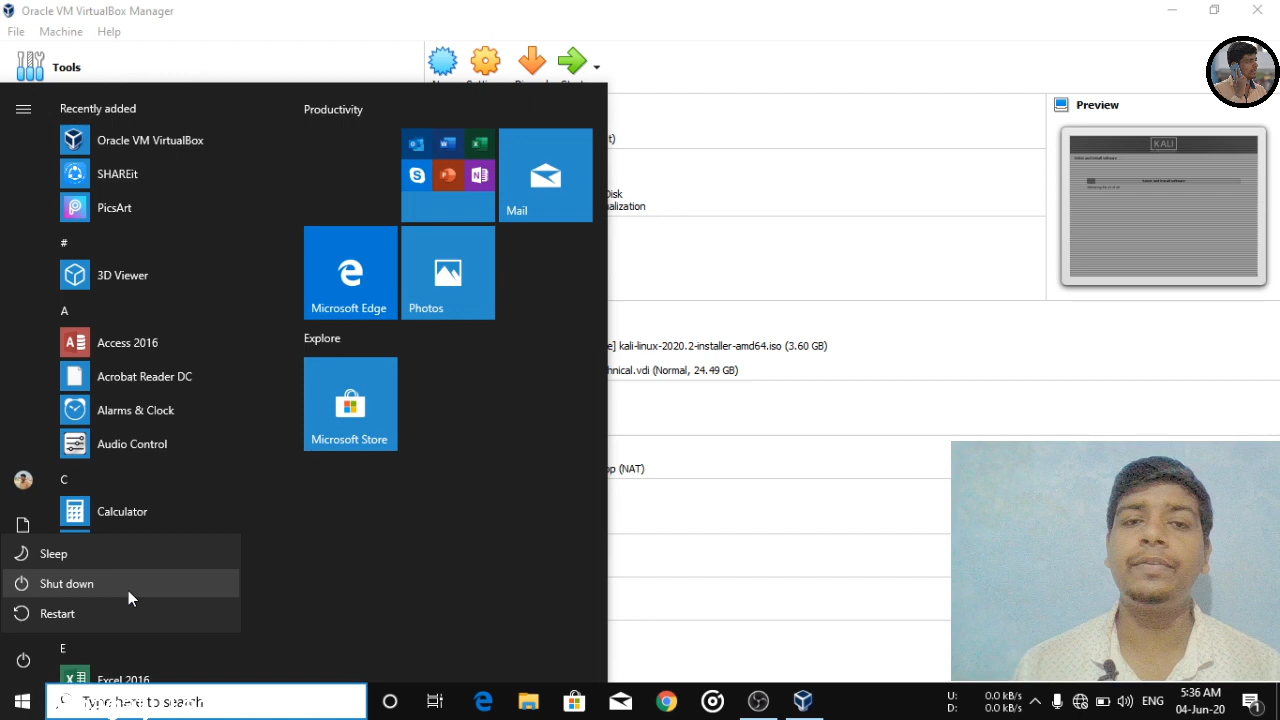 Oracle VM VirtualBox Manager
File Machine Help
Tools
Recently added
Oracle VM VirtualBox
SHAREit
PicsArt
#
3D Viewer
A
Access 2016
Acrobat Reader DC
Alarms & Clock
Audio Control
C
Calculator
Sleep
Shut down
Restart
E
Excel 2016
Productivity
Mail
Microsoft Edge
Photos
Explore
Microsoft Store
t)
Disk
alization
e] kali-linux-2020.2-installer-amd64.iso (3.60 GB)
hnical.vdi (Normal, 24.49 GB)
op (NAT)
Preview
KALI
Type here to search
U: 0.0 kB/s
D: 0.0 kB/s
ENG
5:36 AM
04-Jun-20
1